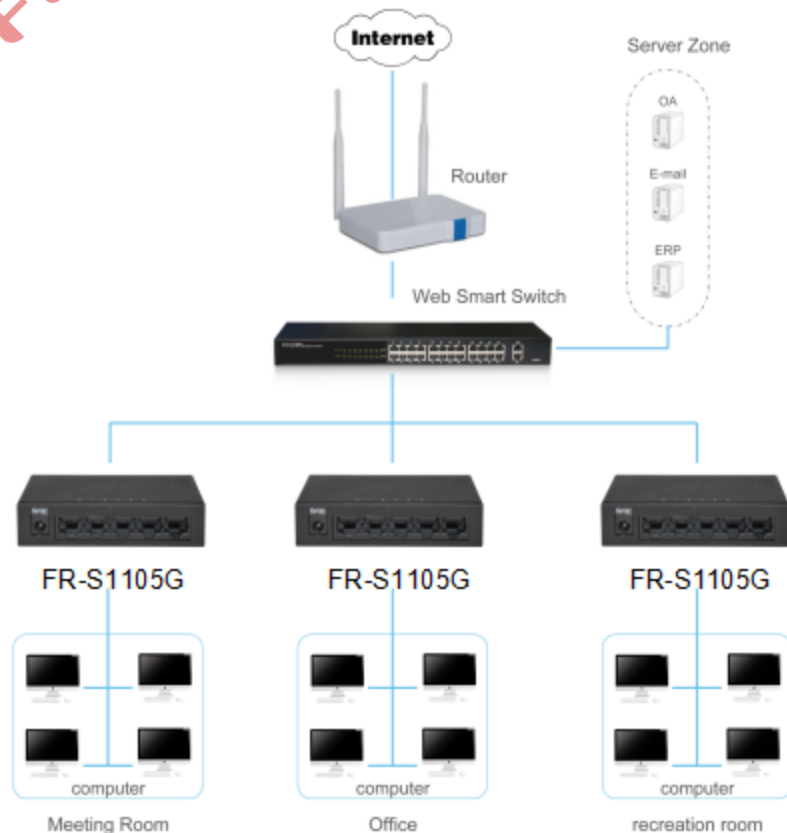 Internet
Server Zone
OA
E-mail
ERP
Router
Web Smart Switch
FR-S1105G
FR-S1105G
FR-S1105G
computer
computer
computer
Meeting Room
Office
recreation room